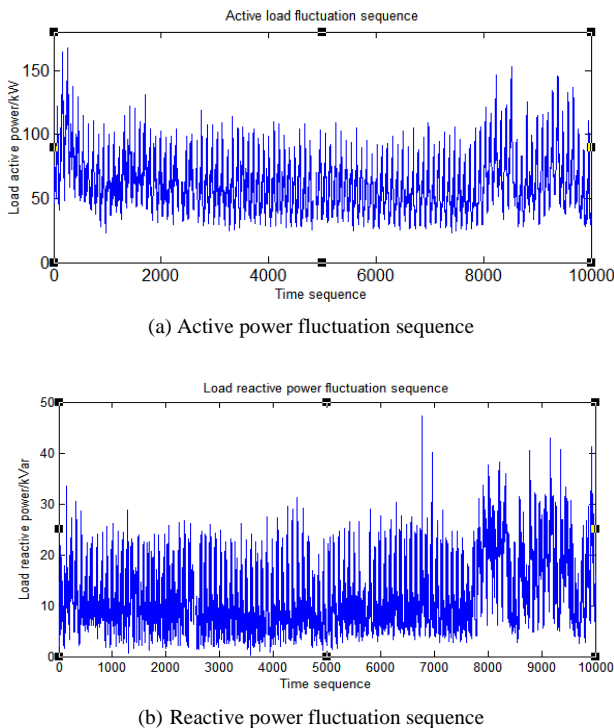 Active load fluctuation sequence
150
100
50
0
Load active power/kW
0 2000 4000 6000 8000 10000
Time sequence
(a) Active power fluctuation sequence
Load reactive power fluctuation sequence
50
40
30
20
10
0
Load reactive power/kVar
0 1000 2000 3000 4000 5000 6000 7000 8000 9000 10000
Time sequence
(b) Reactive power fluctuation sequence